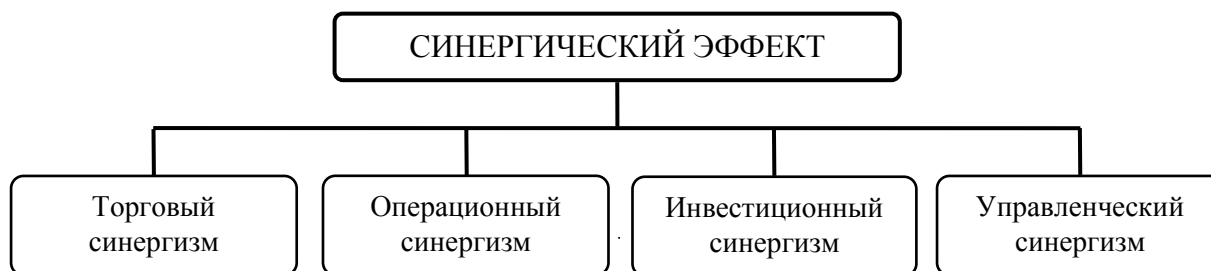 СИНЕРГИЧЕСКИЙ ЭФФЕКТ
Торговый
синергизм
Операционный
синергизм
Инвестиционный
синергизм
Управленческий
синергизм